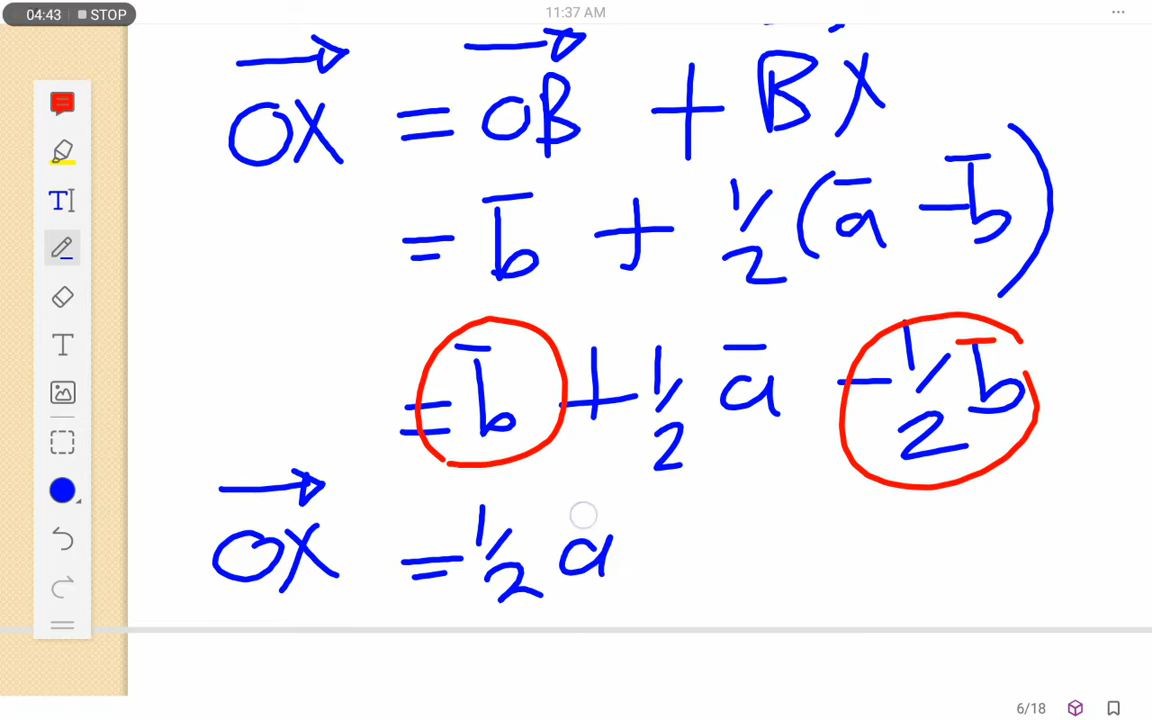 04:43 STOP
11:37 AM
→OX = →OB + BX
= b̅ + 1/2 (a̅ - b̅)
= b̅ + 1/2 a̅ - 1/2 b̅
→OX = 1/2 a
6/18